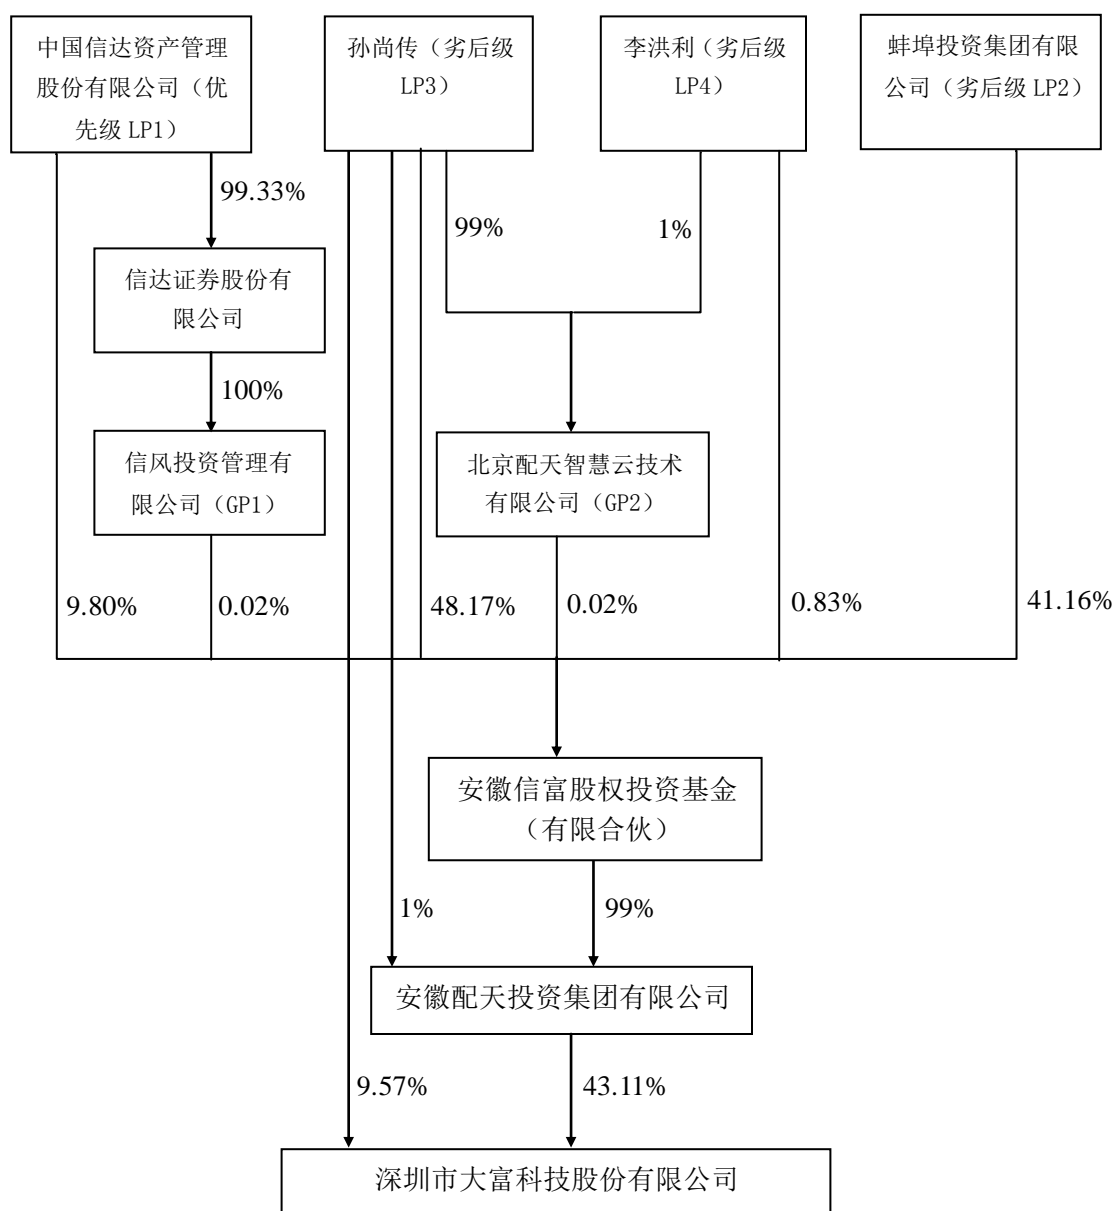 中国信达资产管理
股份有限公司（优
先级 LP1）
孙尚传（劣后级
LP3）
李洪利（劣后级
LP4）
蚌埠投资集团有限
公司（劣后级 LP2）
99.33%
99%
1%
信达证券股份有
限公司
100%
信风投资管理有
限公司（GP1）
北京配天智慧云技术
有限公司（GP2）
9.80%
0.02%
48.17%
0.02%
0.83%
41.16%
安徽信富股权投资基金
（有限合伙）
1%
99%
安徽配天投资集团有限公司
9.57%
43.11%
深圳市大富科技股份有限公司